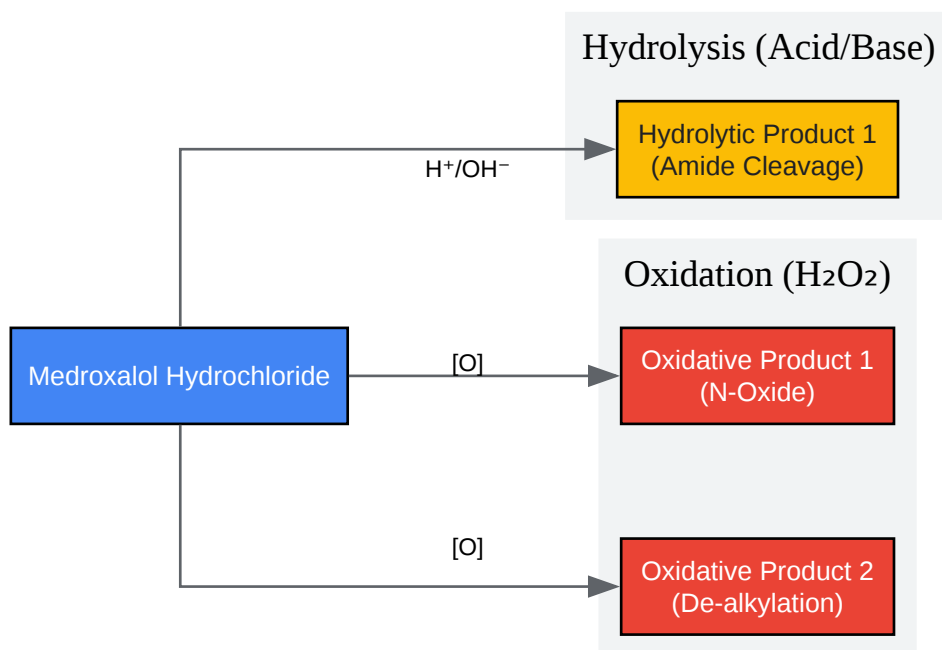 Hydrolysis (Acid/Base)
Hydrolytic Product 1
(Amide Cleavage)
H⁺/OH⁻
Oxidation (H₂O₂)
Medroxalol Hydrochloride
[O]
Oxidative Product 1
(N-Oxide)
[O]
Oxidative Product 2
(De-alkylation)